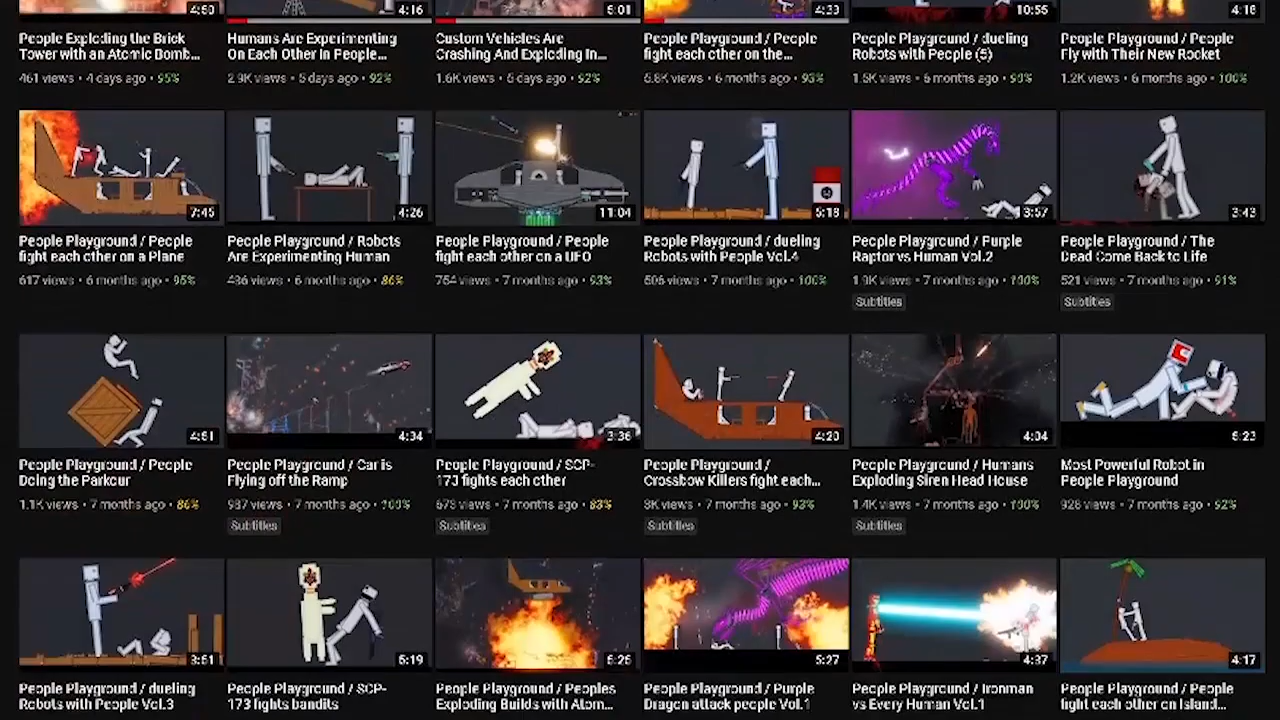 4:50
4:16
5:01
4:33
10:55
4:16
People Exploding the Brick
Tower with an Atomic Bomb...
461 views • 4 days ago • 95%
Humans Are Experimenting
On Each Other in People...
2.9K views • 5 days ago • 92%
Custom Vehicles Are
Crashing And Exploding In...
1.6K views • 6 days ago • 92%
People Playground / People
fight each other on the...
5.8K views • 6 months ago • 93%
People Playground / dueling
Robots with People (5)
1.5K views • 6 months ago • 90%
People Playground / People
Fly with Their New Rocket
1.2K views • 6 months ago • 100%
7:45
4:26
11:04
5:18
3:57
3:43
People Playground / People
fight each other on a Plane
617 views • 6 months ago • 95%
People Playground / Robots
Are Experimenting Human
486 views • 6 months ago • 86%
People Playground / People
fight each other on a UFO
754 views • 7 months ago • 93%
People Playground / dueling
Robots with People Vol.4
506 views • 7 months ago • 100%
People Playground / Purple
Raptor vs Human Vol.2
1.9K views • 7 months ago • 100%
Subtitles
People Playground / The
Dead Come Back to Life
521 views • 7 months ago • 91%
Subtitles
4:51
4:34
3:36
4:20
4:04
5:23
People Playground / People
Doing the Parkour
1.1K views • 7 months ago • 86%
People Playground / Car is
Flying off the Ramp
987 views • 7 months ago • 100%
Subtitles
People Playground / SCP-
173 fights each other
673 views • 7 months ago • 83%
Subtitles
People Playground /
Crossbow Killers fight each...
3K views • 7 months ago • 93%
Subtitles
People Playground / Humans
Exploding Siren Head House
1.4K views • 7 months ago • 100%
Subtitles
Most Powerful Robot in
People Playground
926 views • 7 months ago • 92%
3:51
5:19
5:25
5:27
4:37
4:17
People Playground / dueling
Robots with People Vol.3
People Playground / SCP-
173 fights bandits
People Playground / Peoples
Exploding Builds with Atom...
People Playground / Purple
Dragon attack people Vol.1
People Playground / Ironman
vs Every Human Vol.1
People Playground / People
fight each other on Island...